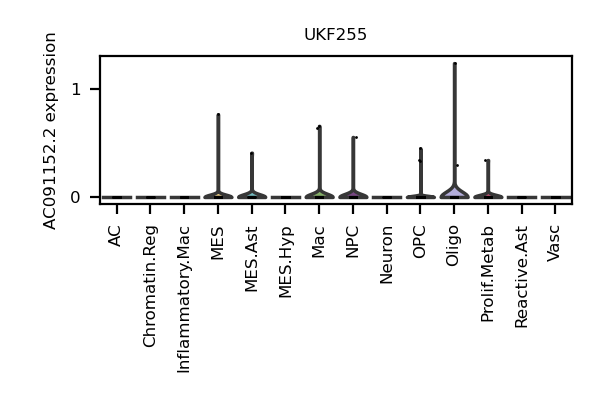 UKF255
AC091152.2 expression
1
0
AC
Chromatin.Reg
Inflammatory.Mac
MES
MES.Ast
MES.Hyp
Mac
NPC
Neuron
OPC
Oligo
Prolif.Metab
Reactive.Ast
Vasc